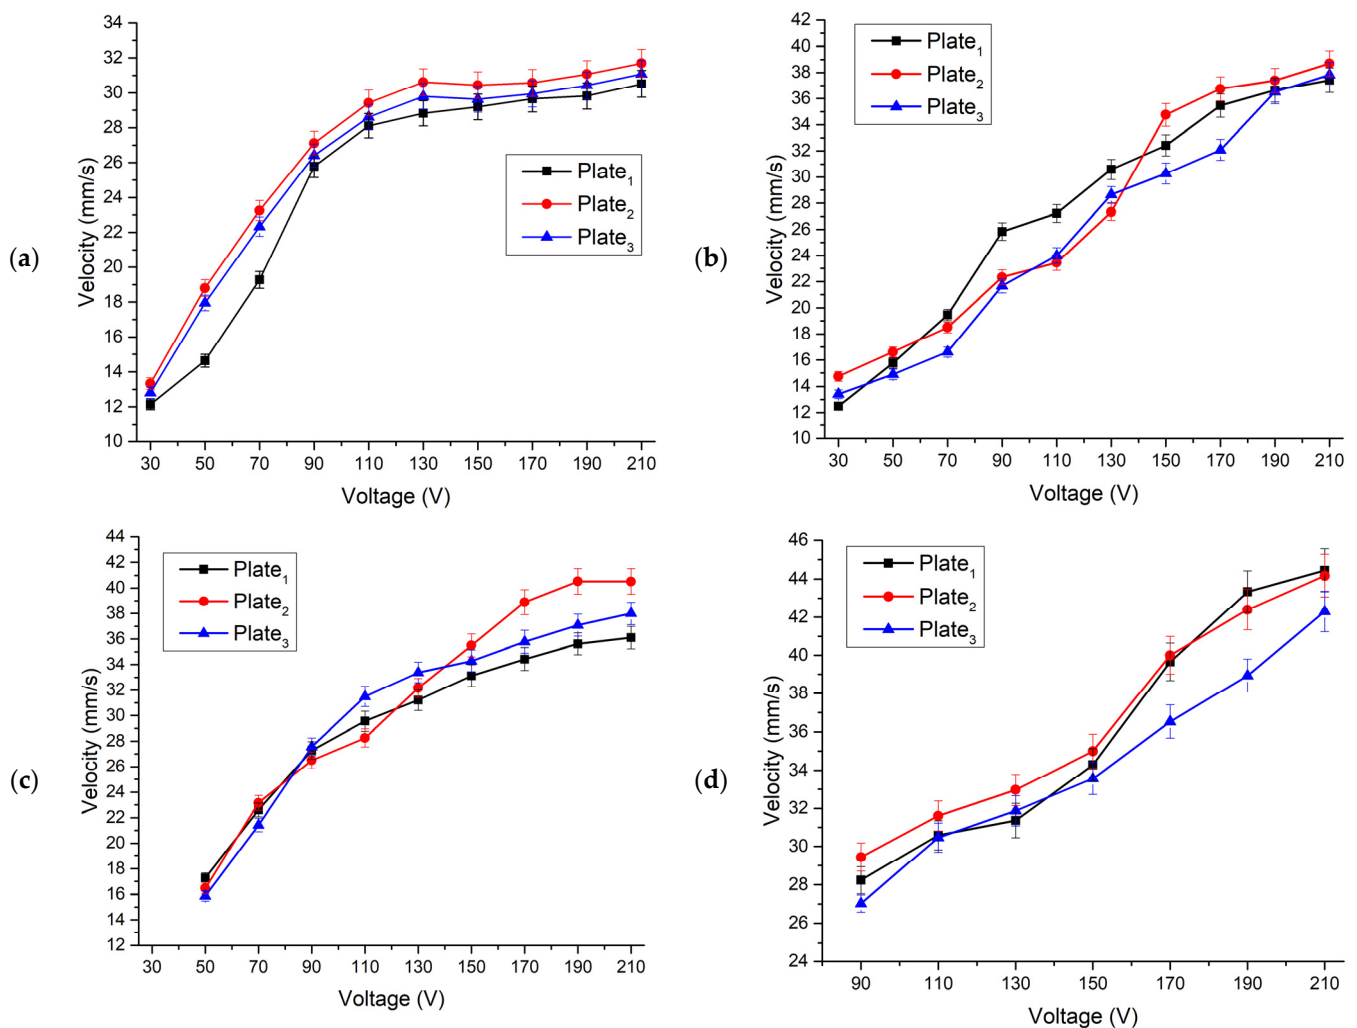 (a)
Velocity (mm/s)
34
32
30
28
26
24
22
20
18
16
14
12
10
Plate1
Plate2
Plate3
30 50 70 90 110 130 150 170 190 210
Voltage (V)
(b)
Velocity (mm/s)
42
40
38
36
34
32
30
28
26
24
22
20
18
16
14
12
10
Plate1
Plate2
Plate3
30 50 70 90 110 130 150 170 190 210
Voltage (V)
(c)
Velocity (mm/s)
44
42
40
38
36
34
32
30
28
26
24
22
20
18
16
14
12
Plate1
Plate2
Plate3
30 50 70 90 110 130 150 170 190 210
Voltage (V)
(d)
Velocity (mm/s)
46
44
42
40
38
36
34
32
30
28
26
24
Plate1
Plate2
Plate3
90 110 130 150 170 190 210
Voltage (V)